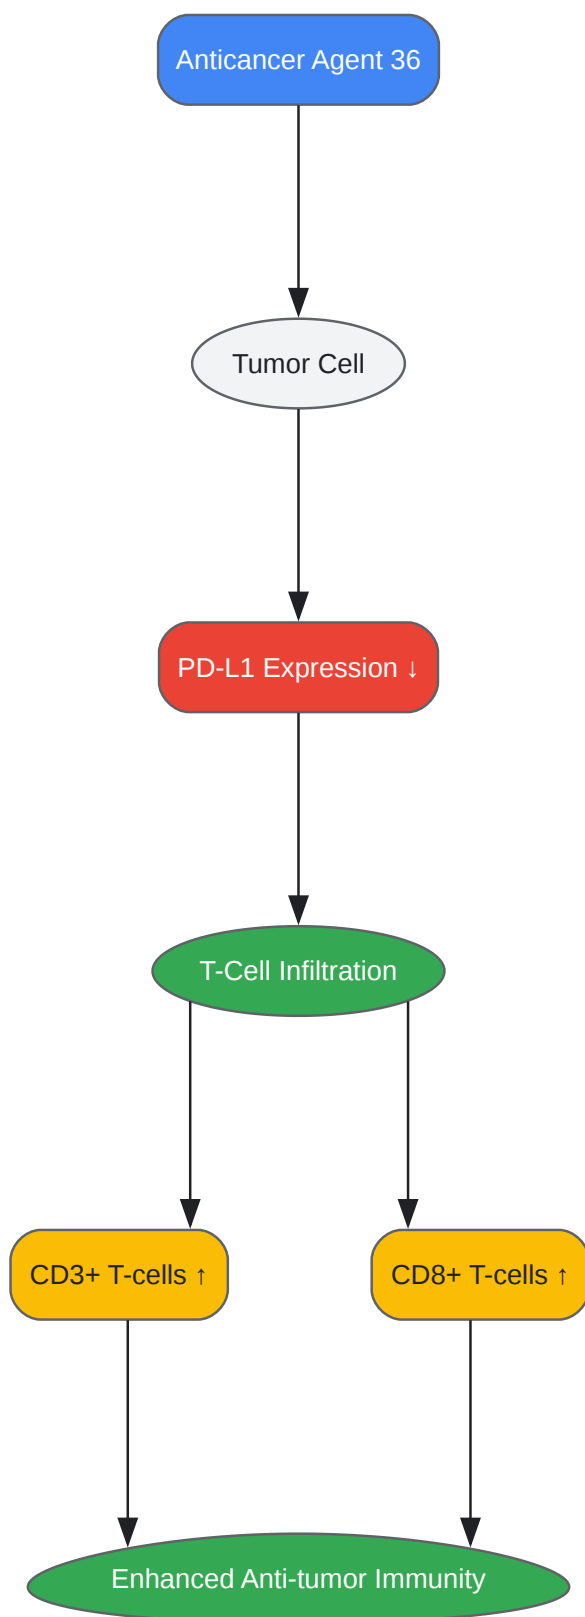 Anticancer Agent 36
Tumor Cell
PD-L1 Expression ↓
T-Cell Infiltration
CD3+ T-cells ↑
CD8+ T-cells ↑
Enhanced Anti-tumor Immunity